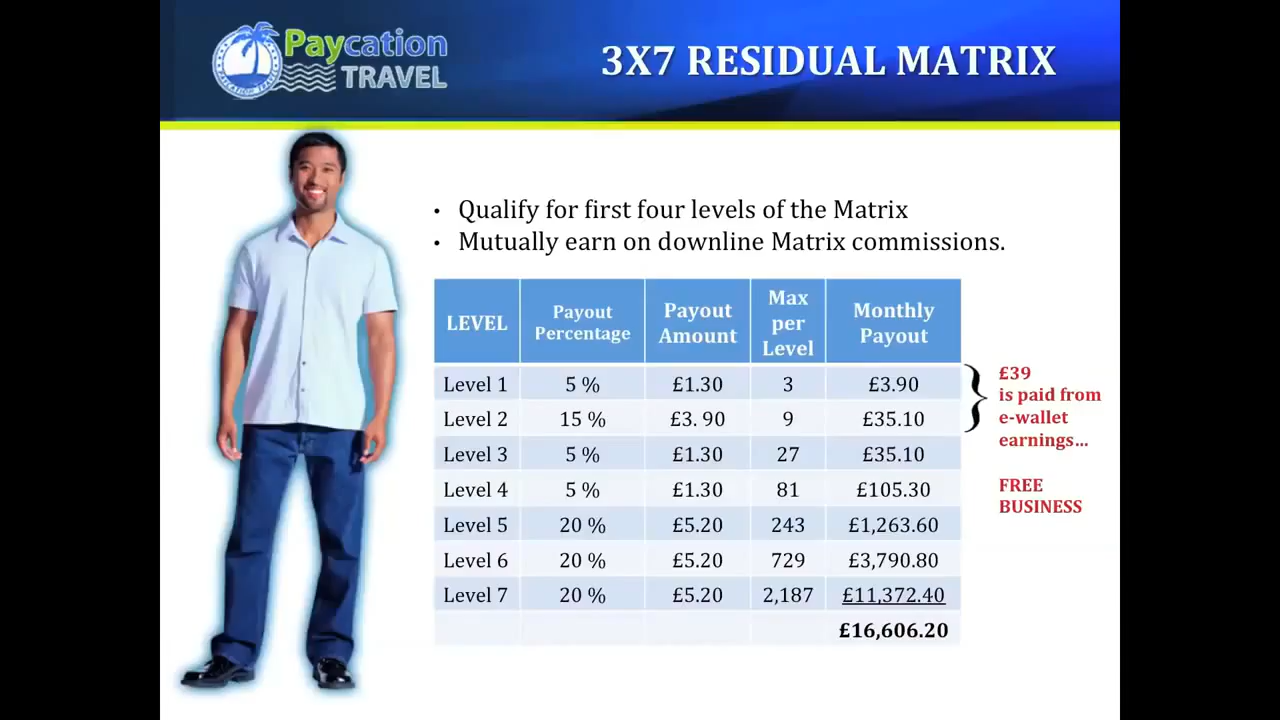 Paycation
TRAVEL
3X7 RESIDUAL MATRIX
• Qualify for first four levels of the Matrix
• Mutually earn on downline Matrix commissions.
LEVEL Payout Percentage Payout Amount Max per Level Monthly Payout
Level 1 5 % £1.30 3 £3.90
Level 2 15 % £3. 90 9 £35.10
Level 3 5 % £1.30 27 £35.10
Level 4 5 % £1.30 81 £105.30
Level 5 20 % £5.20 243 £1,263.60
Level 6 20 % £5.20 729 £3,790.80
Level 7 20 % £5.20 2,187 £11,372.40
£16,606.20
£39
is paid from
e-wallet
earnings...
FREE
BUSINESS